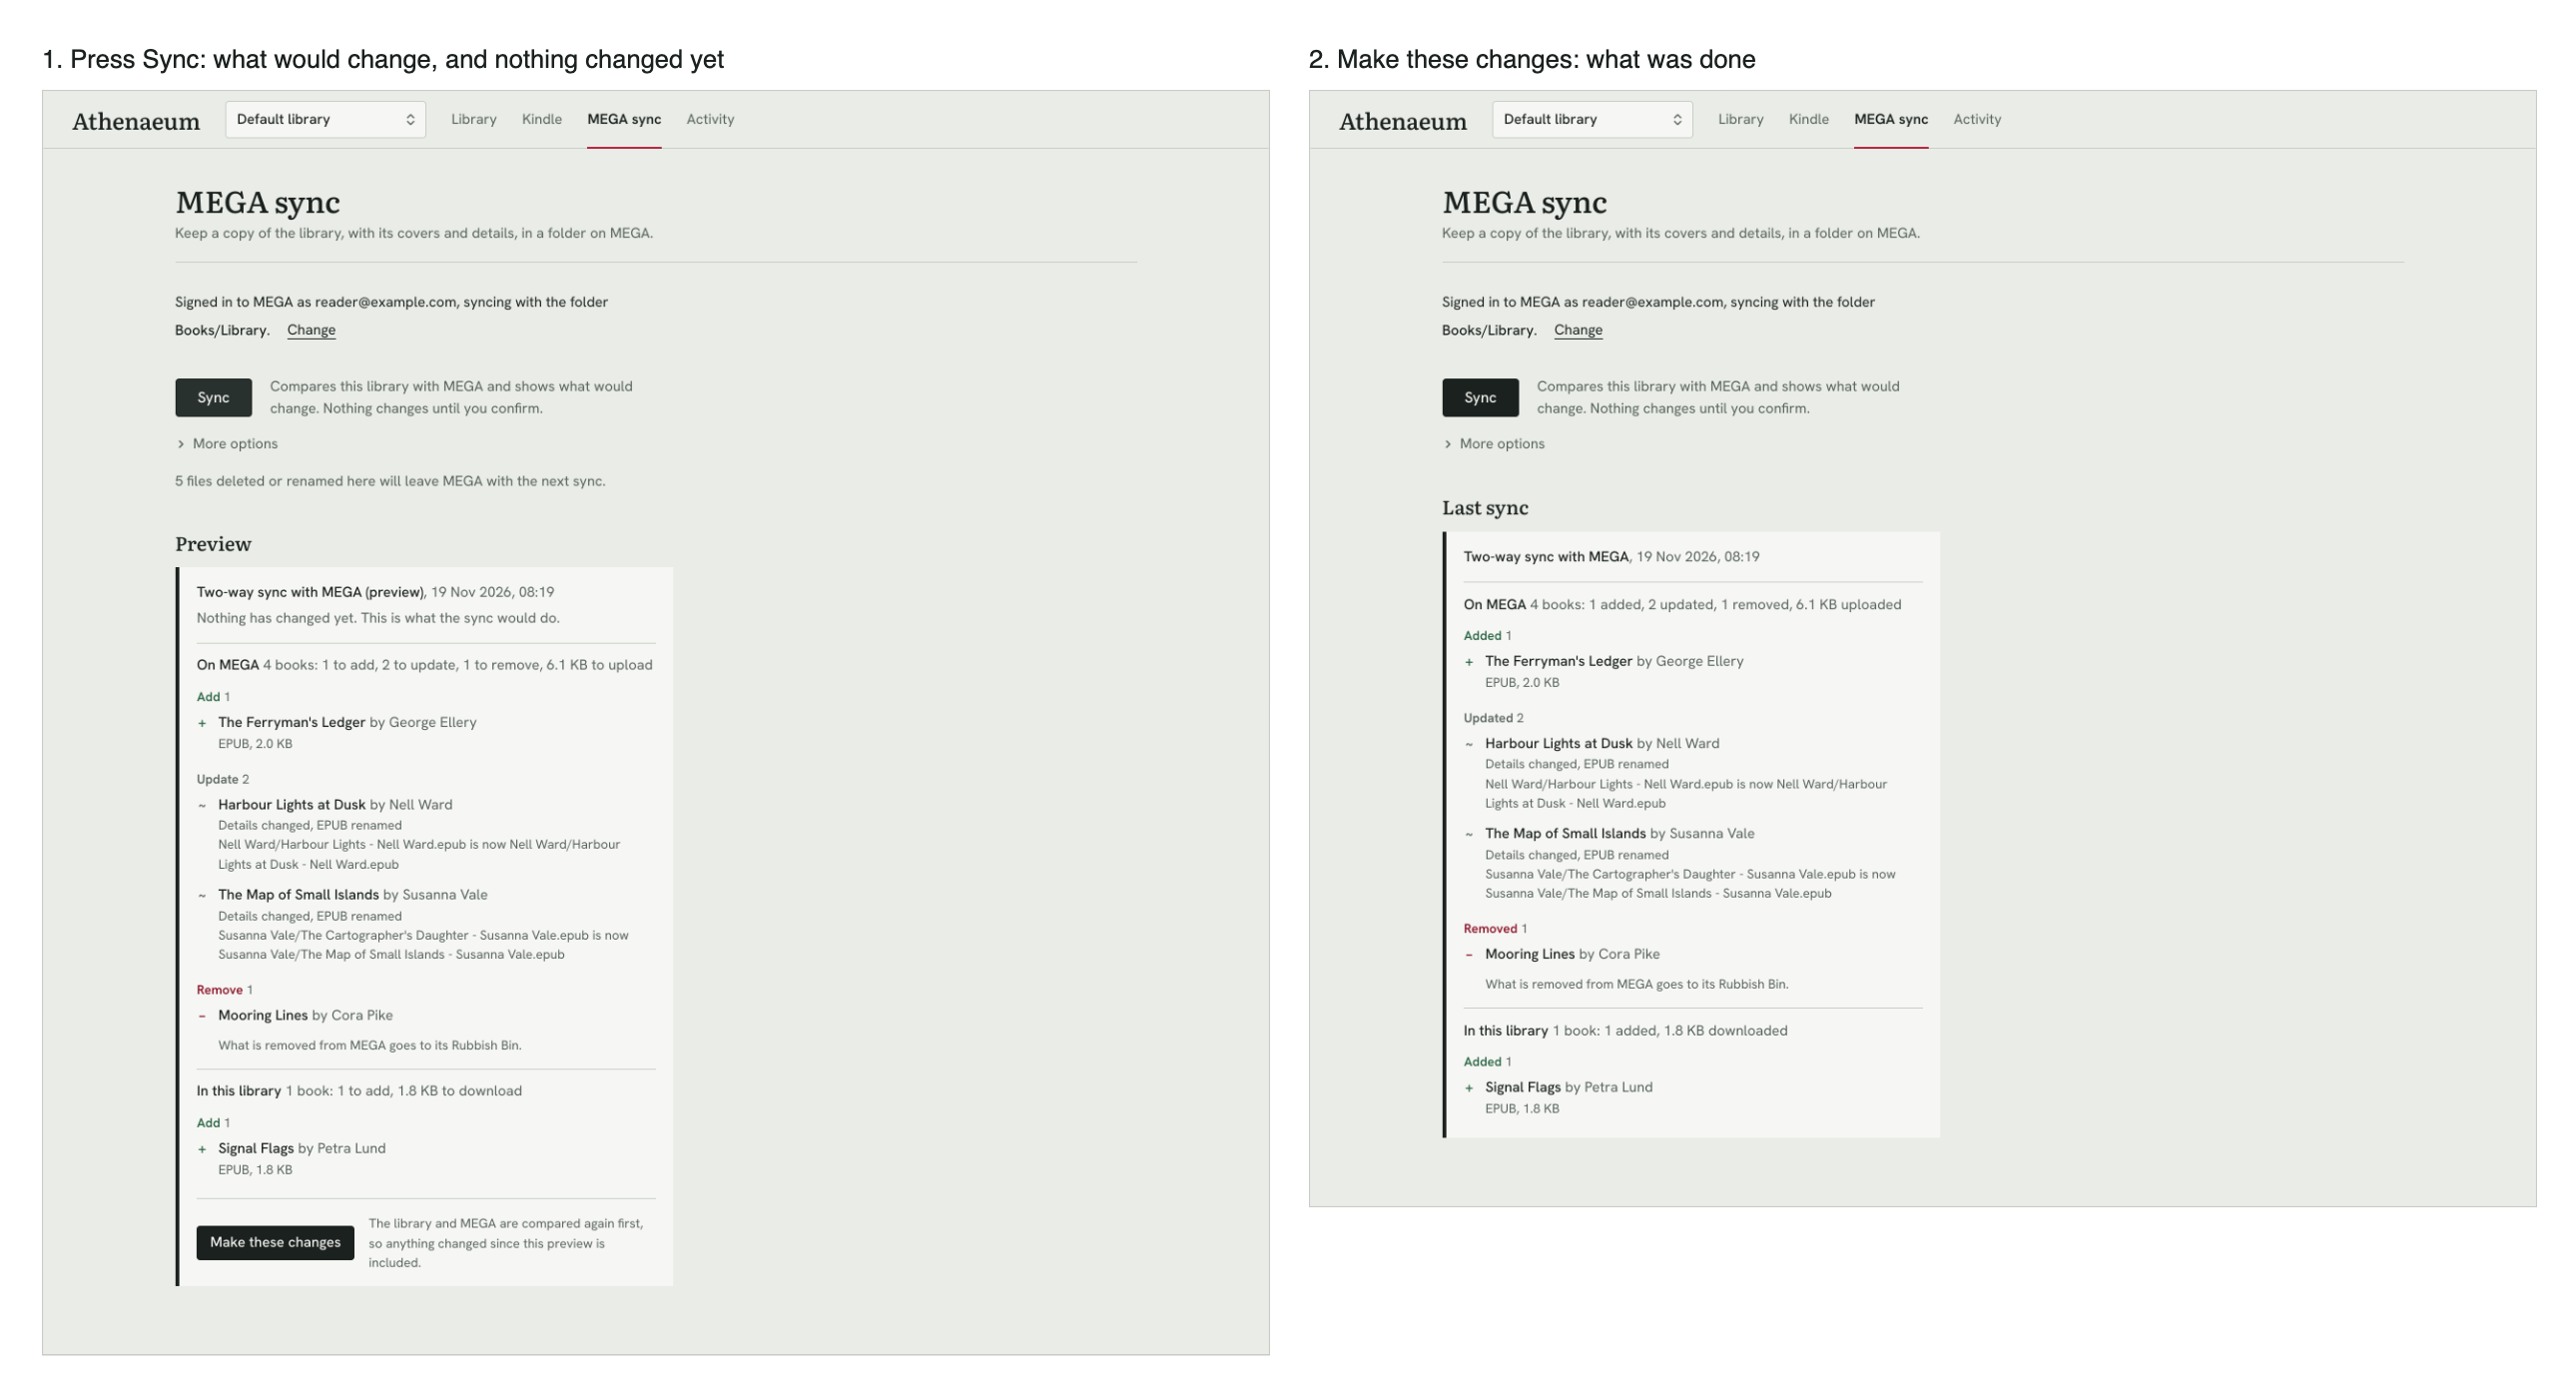 1. Press Sync: what would change, and nothing changed yet
Athenaeum
Default library
Library
Kindle
MEGA sync
Activity
MEGA sync
Keep a copy of the library, with its covers and details, in a folder on MEGA.
Signed in to MEGA as reader@example.com, syncing with the folder
Books/Library. Change
Sync
Compares this library with MEGA and shows what would
change. Nothing changes until you confirm.
More options
5 files deleted or renamed here will leave MEGA with the next sync.
Preview
Two-way sync with MEGA (preview), 19 Nov 2026, 08:19
Nothing has changed yet. This is what the sync would do.
On MEGA 4 books: 1 to add, 2 to update, 1 to remove, 6.1 KB to upload
Add 1
+ The Ferryman's Ledger by George Ellery
EPUB, 2.0 KB
Update 2
~ Harbour Lights at Dusk by Nell Ward
Details changed, EPUB renamed
Nell Ward/Harbour Lights - Nell Ward.epub is now Nell Ward/Harbour
Lights at Dusk - Nell Ward.epub
~ The Map of Small Islands by Susanna Vale
Details changed, EPUB renamed
Susanna Vale/The Cartographer's Daughter - Susanna Vale.epub is now
Susanna Vale/The Map of Small Islands - Susanna Vale.epub
Remove 1
- Mooring Lines by Cora Pike
What is removed from MEGA goes to its Rubbish Bin.
In this library 1 book: 1 to add, 1.8 KB to download
Add 1
+ Signal Flags by Petra Lund
EPUB, 1.8 KB
Make these changes
The library and MEGA are compared again first,
so anything changed since this preview is
included.
2. Make these changes: what was done
Athenaeum
Default library
Library
Kindle
MEGA sync
Activity
MEGA sync
Keep a copy of the library, with its covers and details, in a folder on MEGA.
Signed in to MEGA as reader@example.com, syncing with the folder
Books/Library. Change
Sync
Compares this library with MEGA and shows what would
change. Nothing changes until you confirm.
More options
Last sync
Two-way sync with MEGA, 19 Nov 2026, 08:19
On MEGA 4 books: 1 added, 2 updated, 1 removed, 6.1 KB uploaded
Added 1
+ The Ferryman's Ledger by George Ellery
EPUB, 2.0 KB
Updated 2
~ Harbour Lights at Dusk by Nell Ward
Details changed, EPUB renamed
Nell Ward/Harbour Lights - Nell Ward.epub is now Nell Ward/Harbour
Lights at Dusk - Nell Ward.epub
~ The Map of Small Islands by Susanna Vale
Details changed, EPUB renamed
Susanna Vale/The Cartographer's Daughter - Susanna Vale.epub is now
Susanna Vale/The Map of Small Islands - Susanna Vale.epub
Removed 1
- Mooring Lines by Cora Pike
What is removed from MEGA goes to its Rubbish Bin.
In this library 1 book: 1 added, 1.8 KB downloaded
Added 1
+ Signal Flags by Petra Lund
EPUB, 1.8 KB